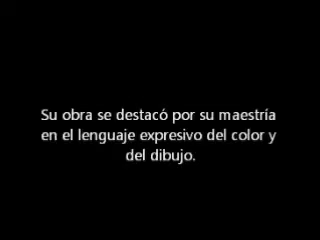 Su obra se destacó por su maestría
en el lenguaje expresivo del color y
del dibujo.